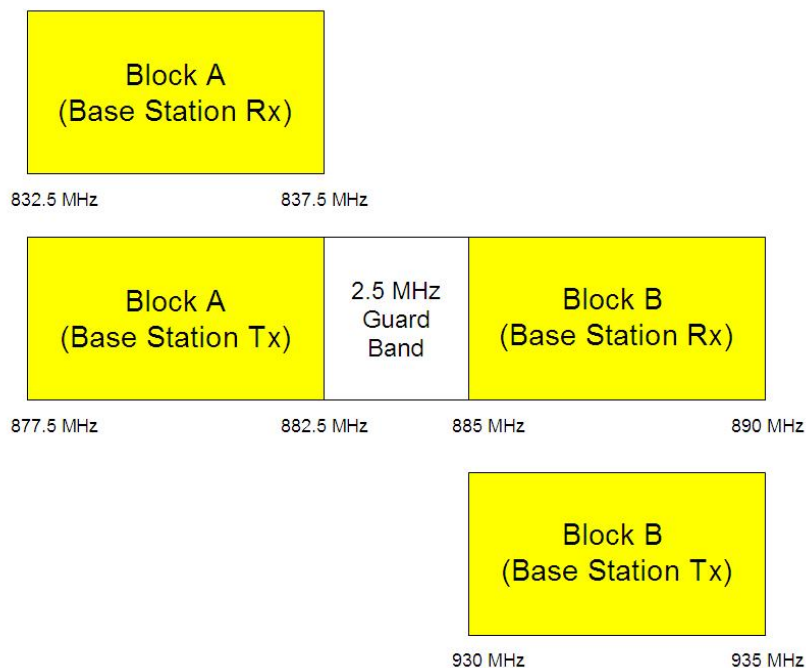 Block A
(Base Station Rx)
832.5 MHz
837.5 MHz
Block A
(Base Station Tx)
2.5 MHz
Guard
Band
Block B
(Base Station Rx)
877.5 MHz
882.5 MHz
885 MHz
890 MHz
Block B
(Base Station Tx)
930 MHz
935 MHz